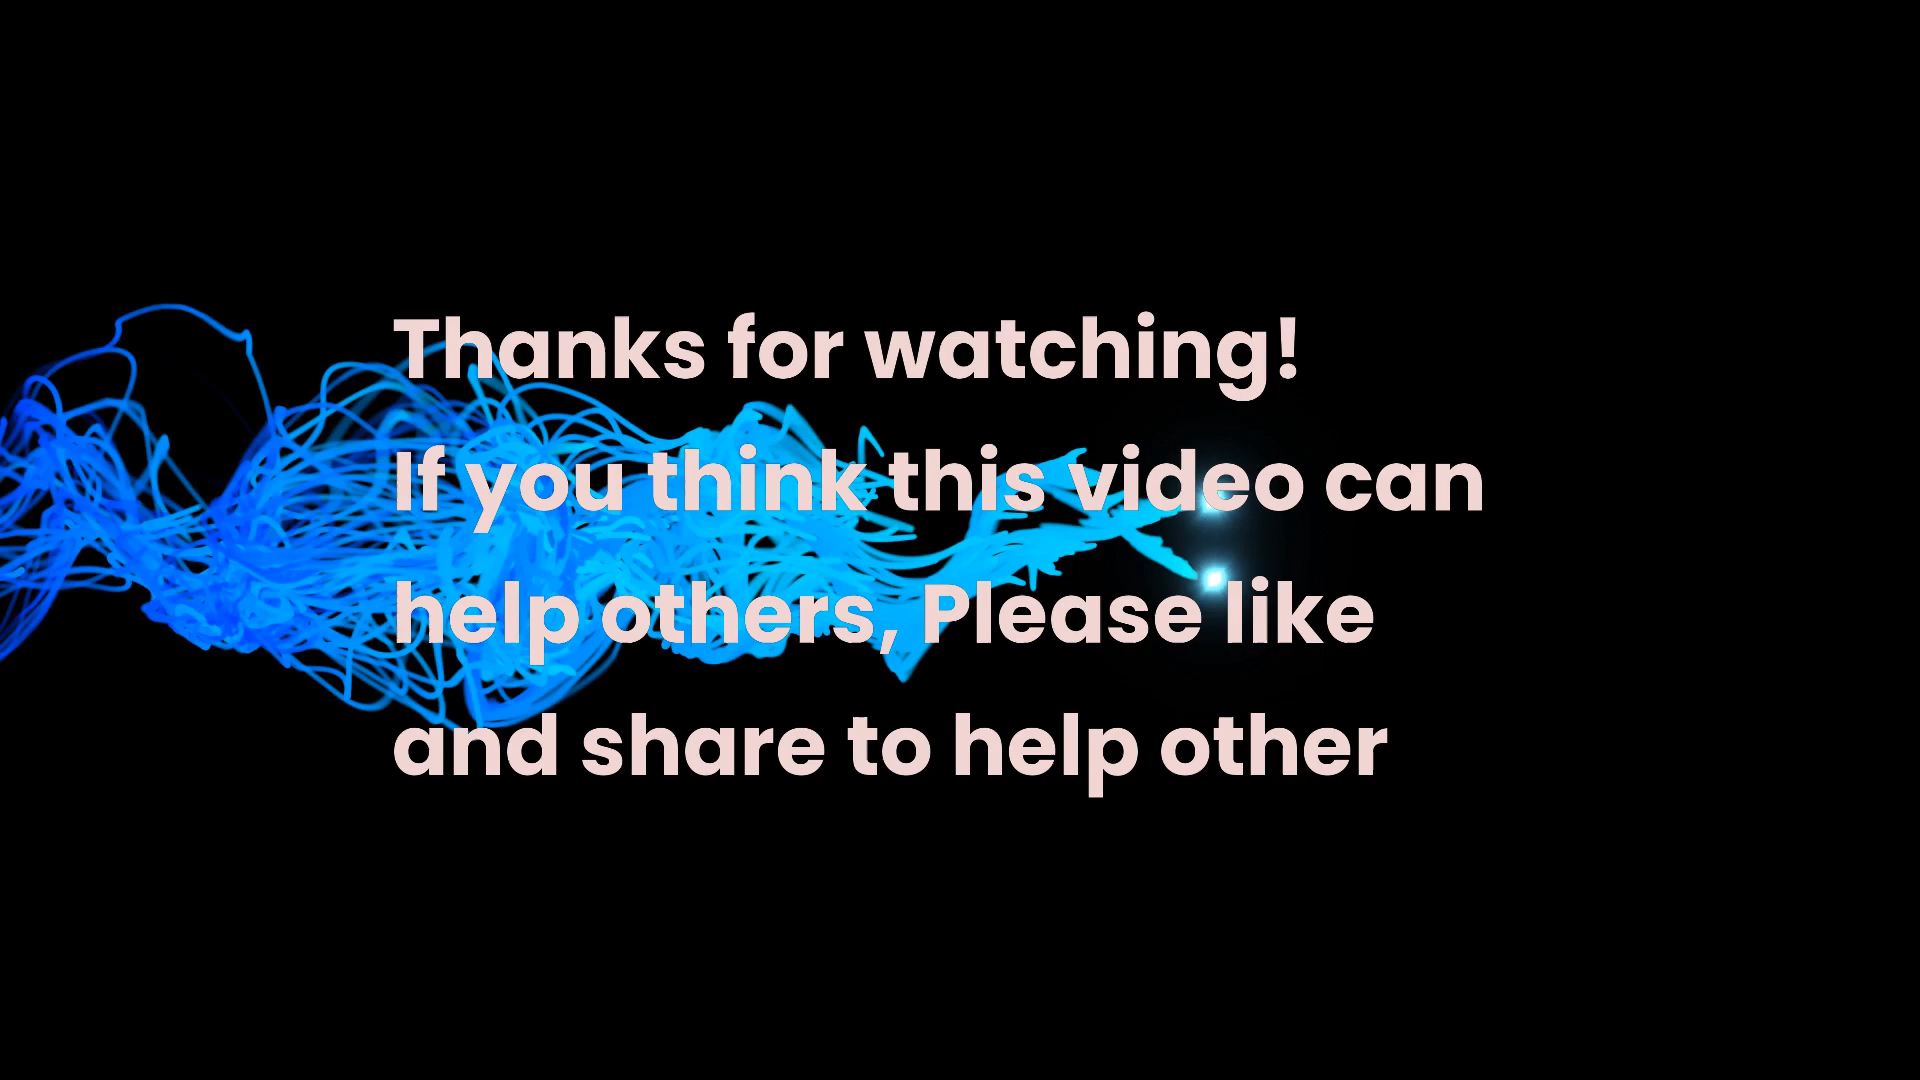 Thanks for watching!
If you think this video can
help others, Please like
and share to help other